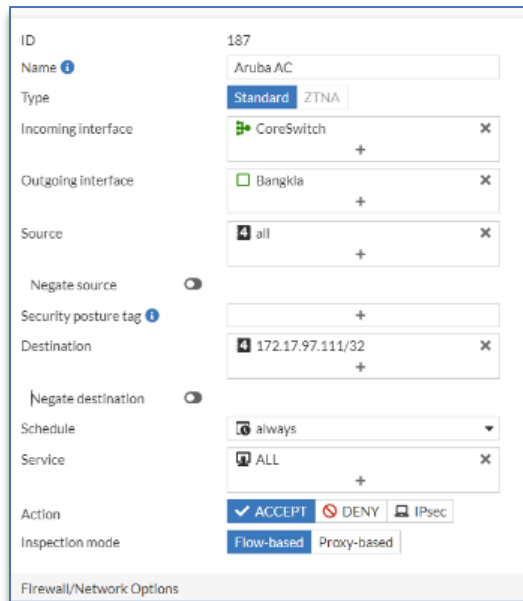 ID 187
Name Aruba AC
Type Standard ZTNA
Incoming interface CoreSwitch
+
Outgoing interface Bangkla
+
Source all
+
Negate source
Security posture tag +
Destination 172.17.97.111/32
+
Negate destination
Schedule always
Service ALL
+
Action ACCEPT DENY IPsec
Inspection mode Flow-based Proxy-based
Firewall/Network Options